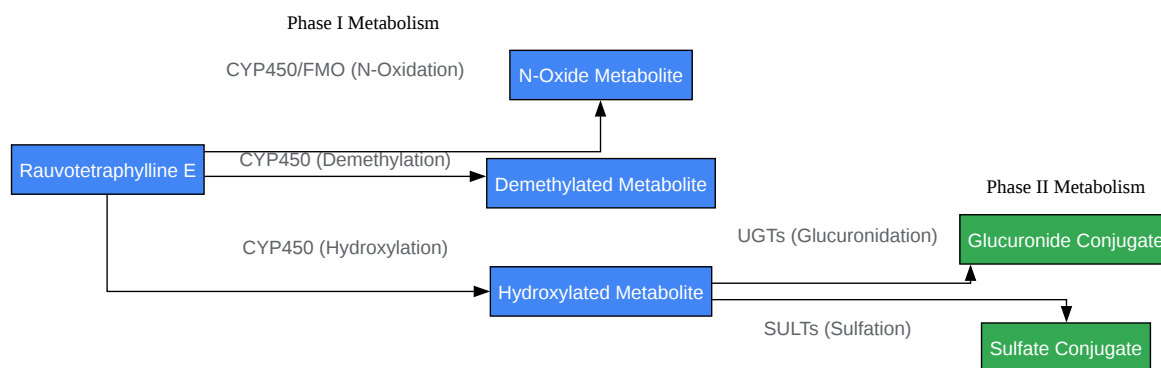 Phase I Metabolism
CYP450/FMO (N-Oxidation)
N-Oxide Metabolite
Rauvotetraphylline E
CYP450 (Demethylation)
Demethylated Metabolite
Phase II Metabolism
CYP450 (Hydroxylation)
UGTs (Glucuronidation)
Glucuronide Conjugate
Hydroxylated Metabolite
SULTs (Sulfation)
Sulfate Conjugate